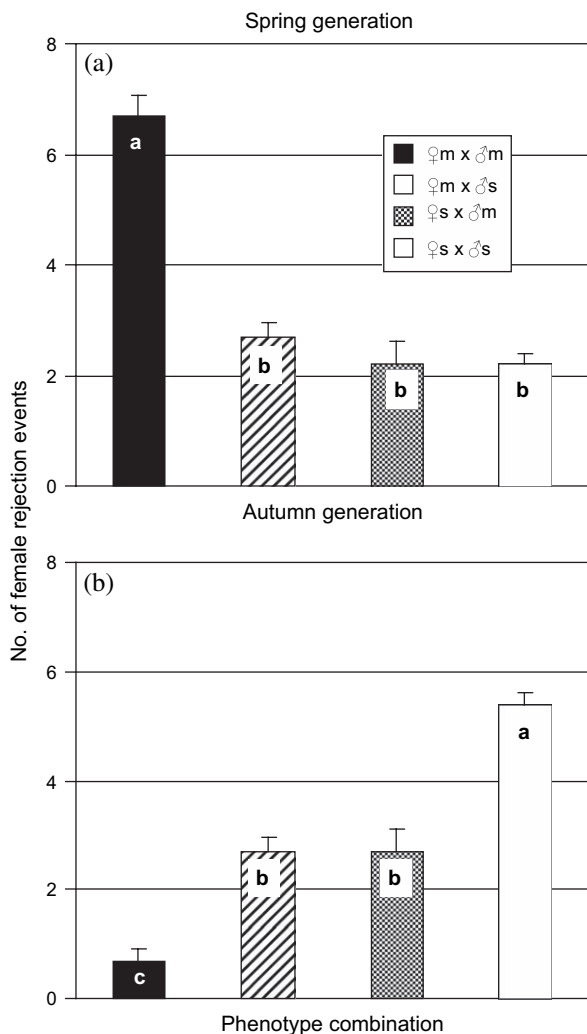 Spring generation
8
(a)
a
♀m x ♂m
♀m x ♂s
♀s x ♂m
♀s x ♂s
6
4
b
b
b
2
0
No. of female rejection events
Autumn generation
8
(b)
6
a
4
b
b
2
c
0
Phenotype combination